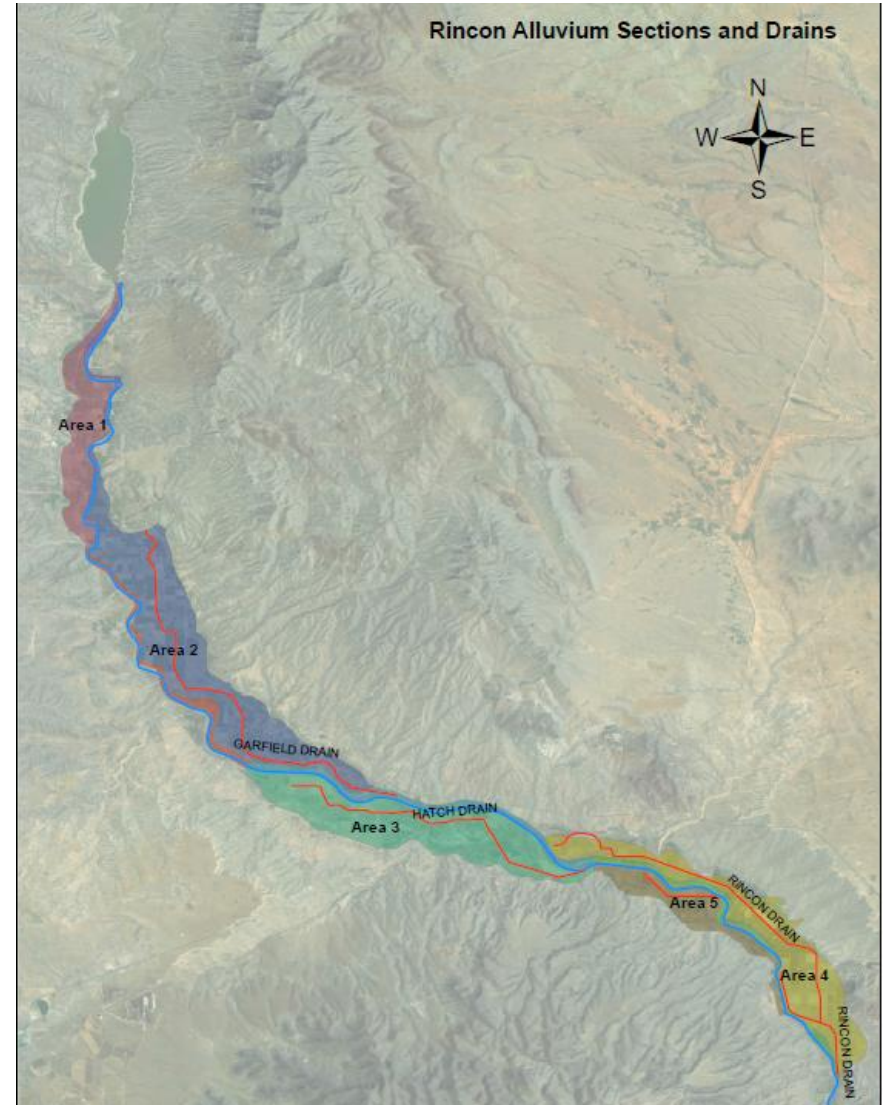 Rincon Alluvium Sections and Drains
N
W E
S
Area 1
Area 2
GARFIELD DRAIN
HATCH DRAIN
Area 3
RINCON DRAIN
Area 5
Area 4
RINCON DRAIN